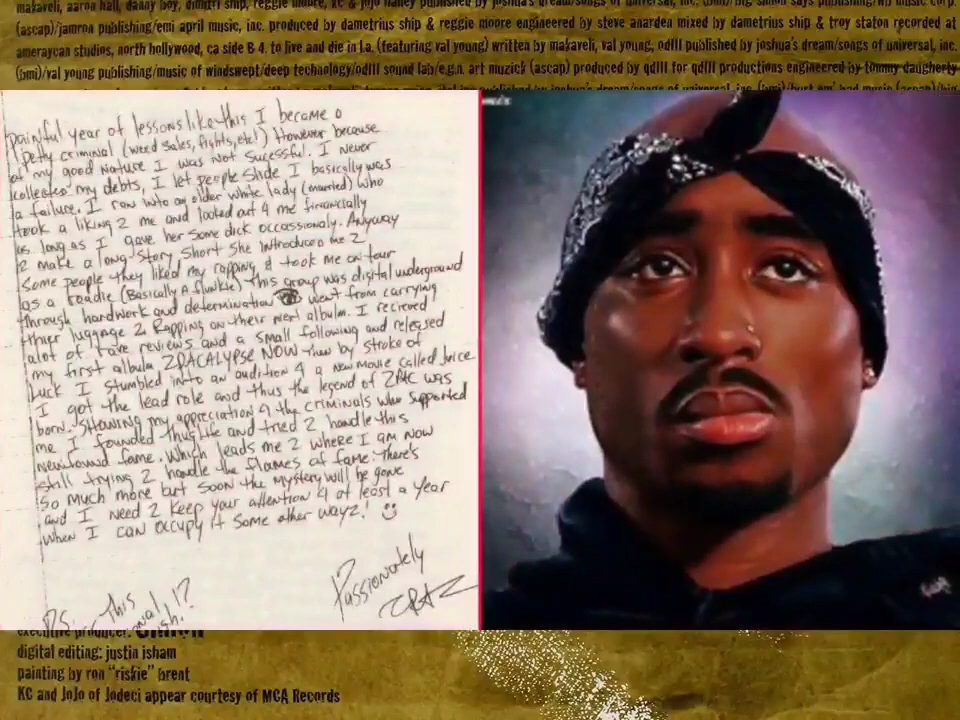 makaveli, aaron hall, danny boy, dimitri ship, reggie moore, kc & jojo hailey published by joshua's dream/songs of universal, inc. (bmi)/big simon says publishing/wb music corp.
(ascap)/jamron publishing/emi april music, inc. produced by dametrius ship & reggie moore engineered by steve anarden mixed by dametrius ship & troy staton recorded at
ameraycan studios, north hollywood, ca side B 4. to live and die in l.a. (featuring val young) written by makaveli, val young, qdIII published by joshua's dream/songs of universal, inc.
(bmi)/val young publishing/music of windswept/deep technology/qdIII sound lab/e.g.n. art muzick (ascap) produced by qdIII for qdIII productions engineered by tommy daugherty
painful year of lessons like this I became a
petty criminal (weed sales, fights, etc!) However because
of my good Nature I was Not sucessful. I never
collected my debts, I let people slide I basically was
a failure. I ran into an older white lady (married) who
took a liking 2 me and looked out 4 me financially
as long as I gave her some dick occassionaly. Anyway
2 make a long story short she introduced me 2
some people they liked my rapping & took me on tour
as a roadie (Basically A flunkie) This group was digital underground
Through hardwork and determination 👁 went from carrying
thier luggage 2 Rapping on their next album. I recieved
alot of fave reviews and a small following and released
my first album 2PACALYPSE NOW then by stroke of
luck I stumbled into an audition 4 a new movie called Juice
I got the lead role and thus the legend of 2PAC was
born. Showing my appreciation 4 the criminals who supported
me I founded thug life and tried 2 handle this
newfound fame. Which leads me 2 where I am now
still trying 2 handle the flames of fame. There's
so much more but soon the mystery will be gone
and I need 2 keep your attention 4 at least a year
when I can occupy it some other wayz! :)
Passionately
2PAC
P.S. this
executive producer: simon
digital editing: justin isham
painting by ron "riskie" brent
KC and JoJo of Jodeci appear courtesy of MCA Records